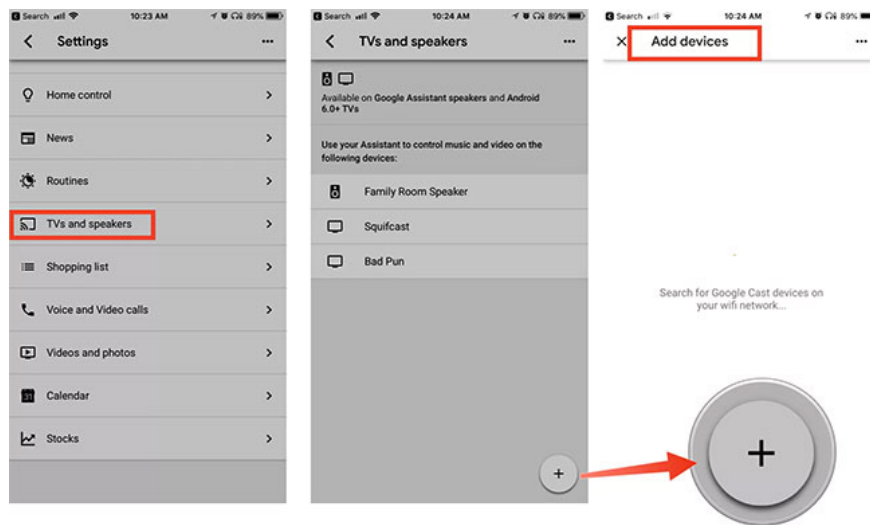 Search 10:23 AM 89%
Settings
Home control
News
Routines
TVs and speakers
Shopping list
Voice and Video calls
Videos and photos
31 Calendar
Stocks
Search 10:24 AM 89%
TVs and speakers
Available on Google Assistant speakers and Android
6.0+ TVs
Use your Assistant to control music and video on the
following devices:
Family Room Speaker
Squifcast
Bad Pun
+
Search 10:24 AM 89%
Add devices
Search for Google Cast devices on
your wifi network...
+